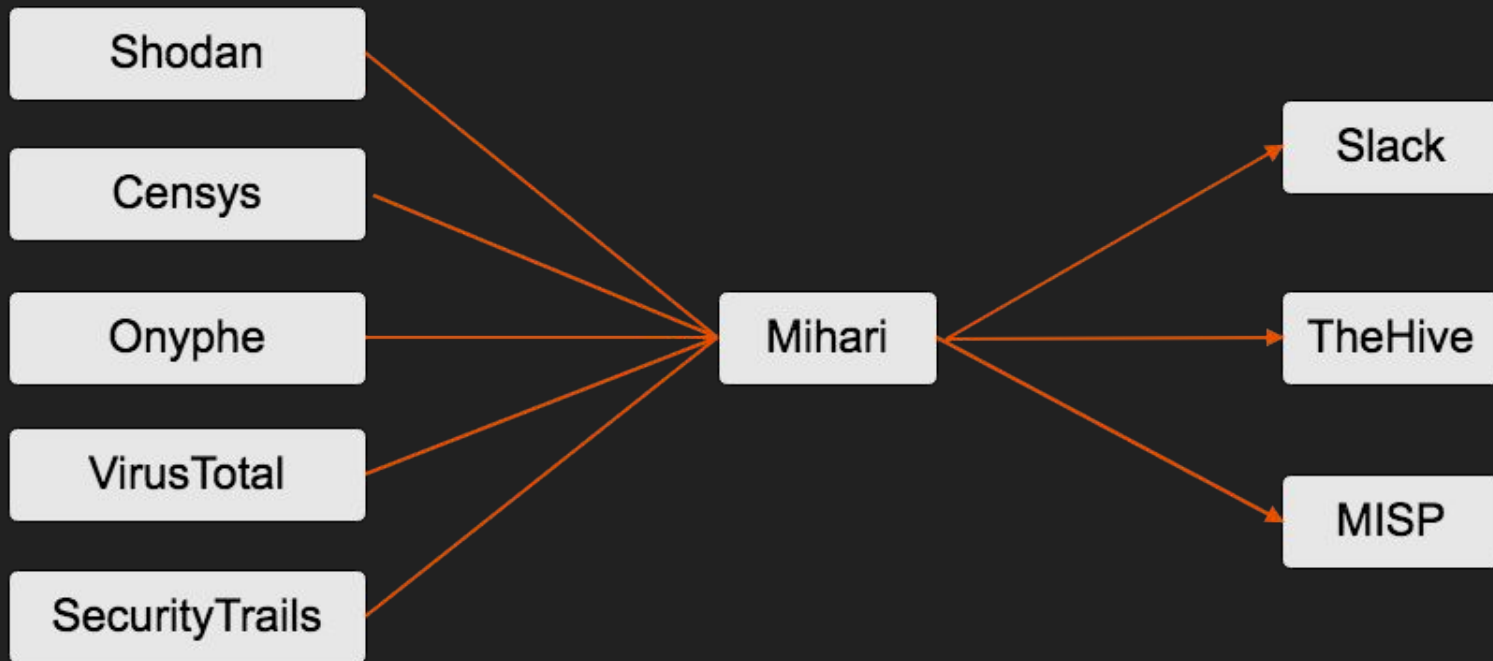 Shodan
Censys
Onyphe
VirusTotal
SecurityTrails
Mihari
Slack
TheHive
MISP